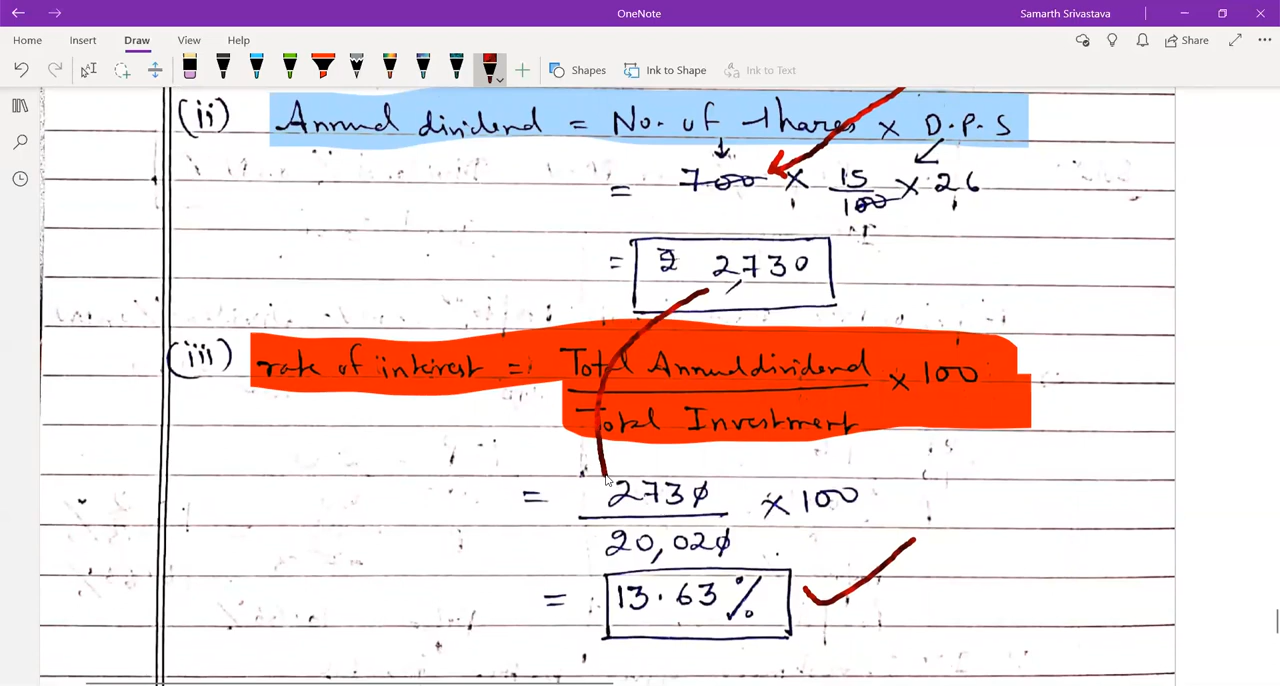 OneNote
Samarth Srivastava
Home Insert Draw View Help
Share
Shapes Ink to Shape Ink to Text
(ii) Annual dividend = No. of shares x D.P.S
= 700 x 15/100 x 26
= ₹ 2,730
(iii) rate of interest = Total Annual dividend / Total Investment x 100
= 2730 / 20,020 x 100
= 13.63 %